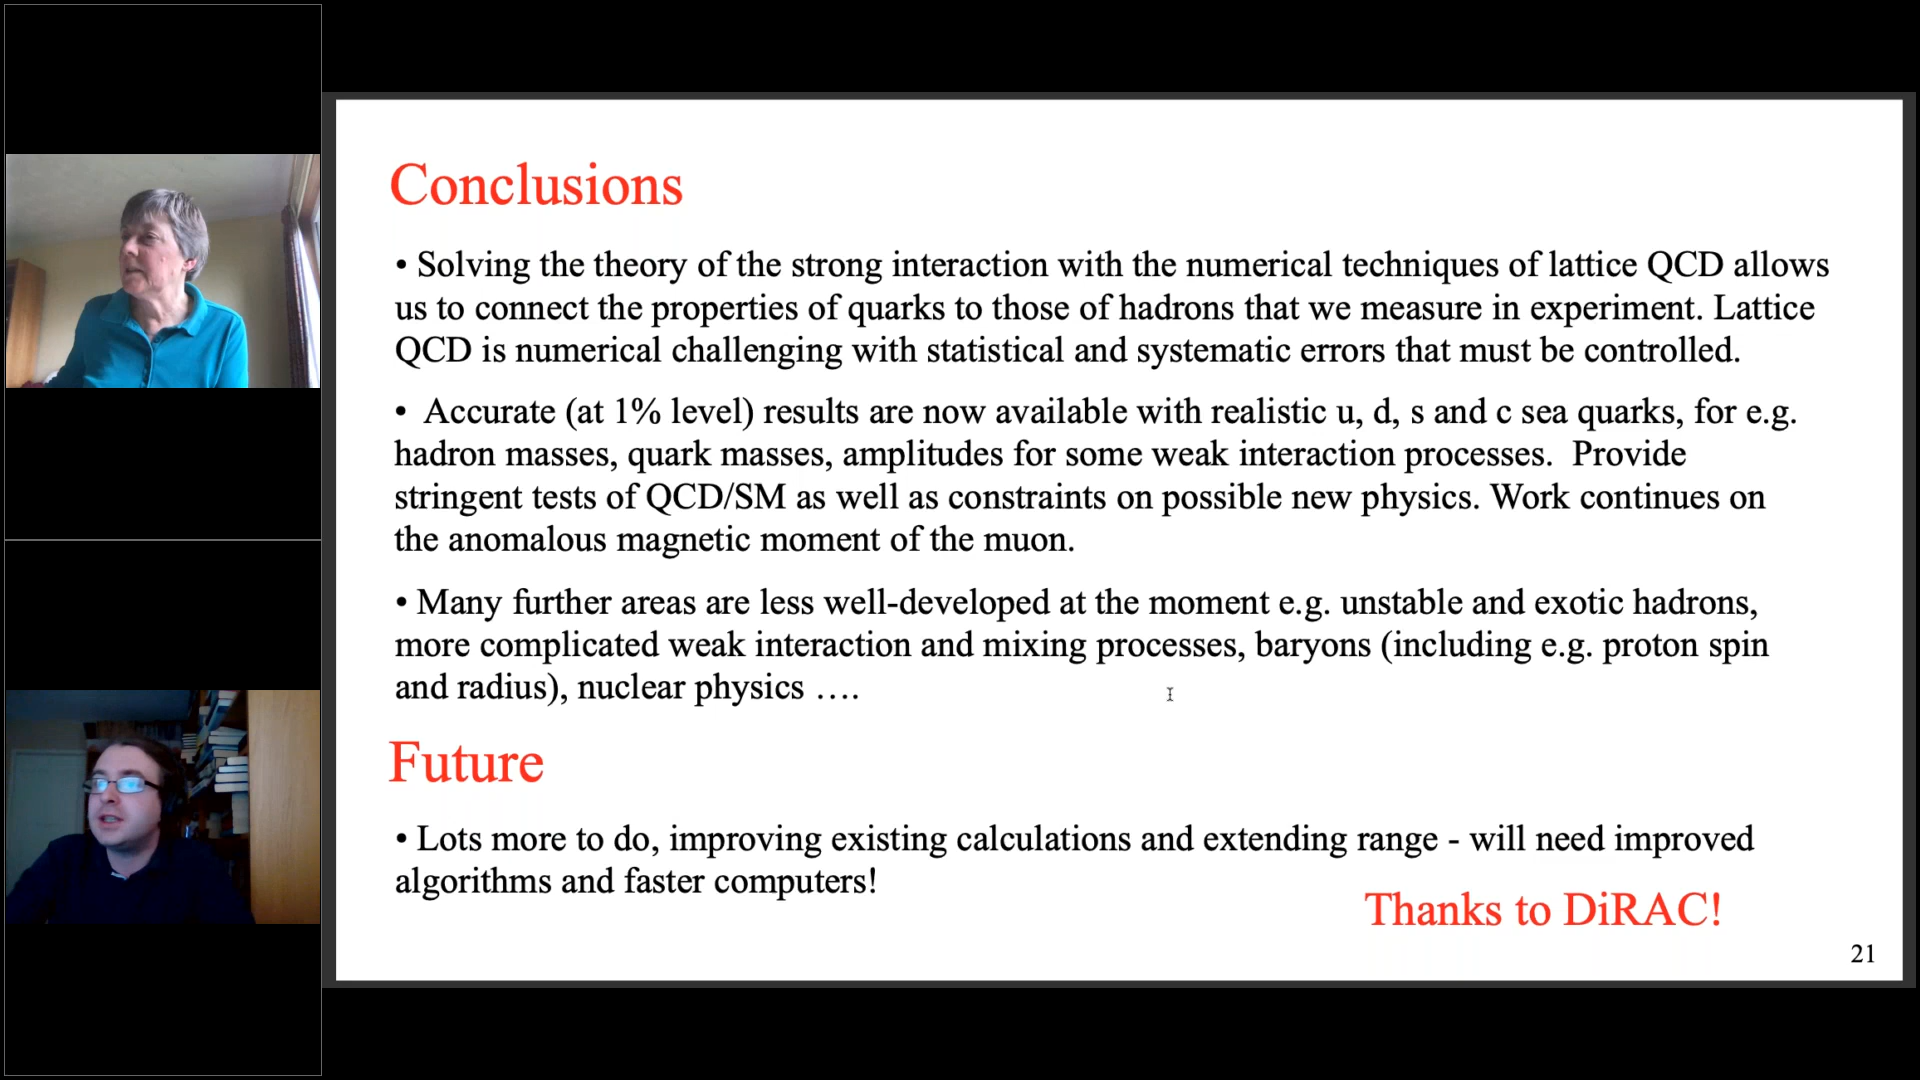 Conclusions
• Solving the theory of the strong interaction with the numerical techniques of lattice QCD allows
us to connect the properties of quarks to those of hadrons that we measure in experiment. Lattice
QCD is numerical challenging with statistical and systematic errors that must be controlled.
• Accurate (at 1% level) results are now available with realistic u, d, s and c sea quarks, for e.g.
hadron masses, quark masses, amplitudes for some weak interaction processes. Provide
stringent tests of QCD/SM as well as constraints on possible new physics. Work continues on
the anomalous magnetic moment of the muon.
• Many further areas are less well-developed at the moment e.g. unstable and exotic hadrons,
more complicated weak interaction and mixing processes, baryons (including e.g. proton spin
and radius), nuclear physics ….
Future
• Lots more to do, improving existing calculations and extending range - will need improved
algorithms and faster computers!
Thanks to DiRAC!
21